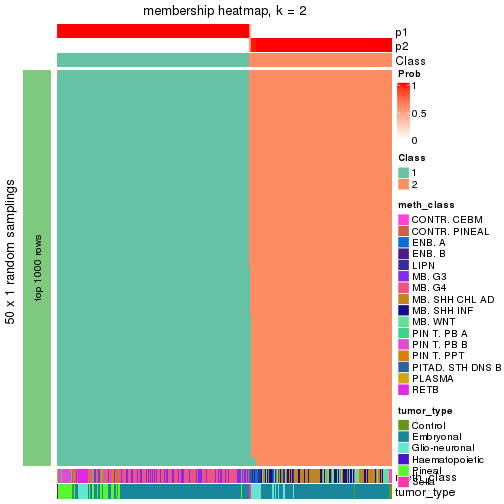 membership heatmap, k = 2
p1
p2
Class
50 x 1 random samplings
top 1000 rows
Prob
1
0.5
0
Class
1
2
meth_class
CONTR. CEBM
CONTR. PINEAL
ENB. A
ENB. B
LIPN
MB. G3
MB. G4
MB. SHH CHL AD
MB. SHH INF
MB. WNT
PIN T. PB A
PIN T. PB B
PIN T. PPT
PITAD. STH DNS B
PLASMA
RETB
tumor_type
Control
Embryonal
Glio-neuronal
Haematopoietic
Pineal
Sella
meth_class
tumor_type